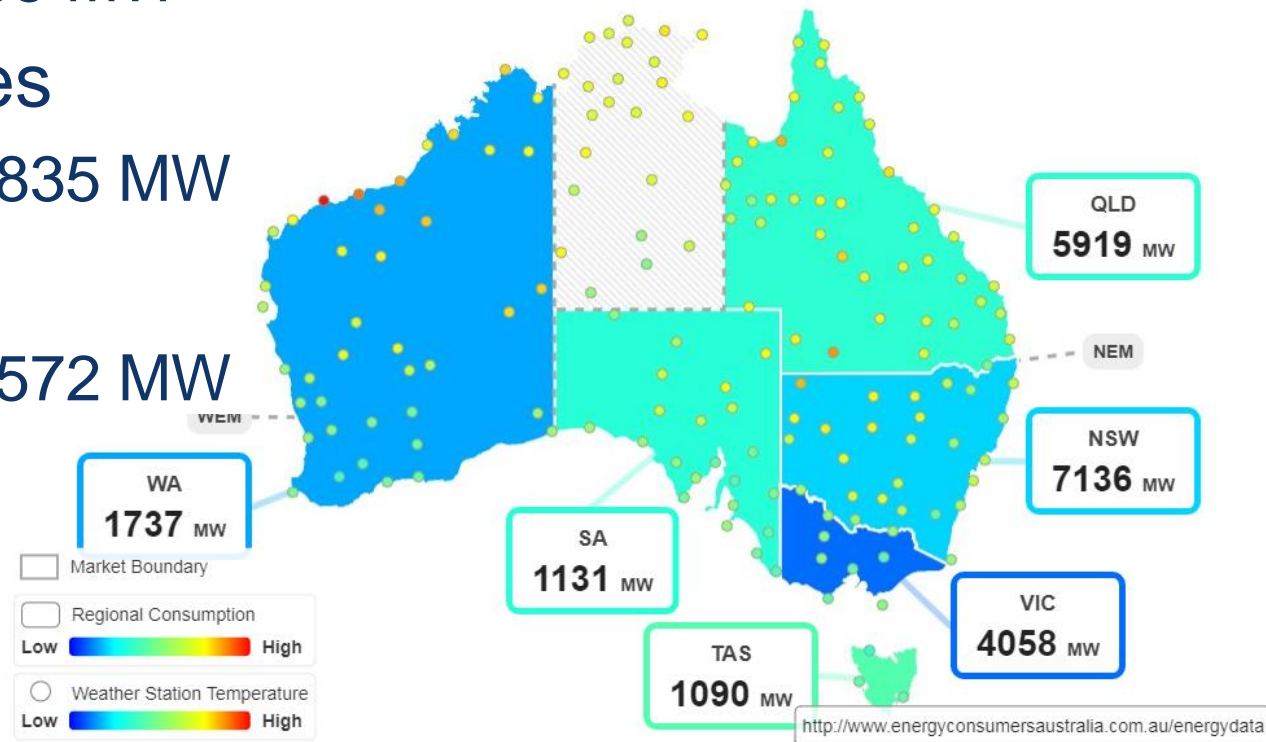 835 MW
572 MW
QLD
5919 MW
NEM
WEM
NSW
7136 MW
WA
1737 MW
SA
1131 MW
VIC
4058 MW
TAS
1090 MW
Market Boundary
Regional Consumption
Low High
Weather Station Temperature
Low High
http://www.energyconsumersaustralia.com.au/energydata